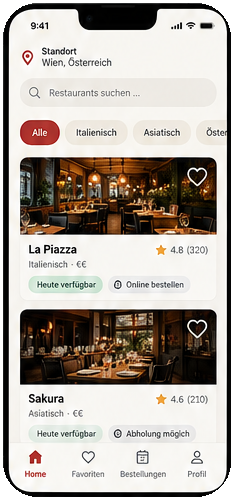 9:41
Standort
Wien, Österreich
Restaurants suchen ...
Alle
Italienisch
Asiatisch
Öster
La Piazza
4.8 (320)
Italienisch · €€
Heute verfügbar
Online bestellen
Sakura
4.6 (210)
Asiatisch · €€
Heute verfügbar
Abholung mögich
Home
Favoriten
Bestellungen
Profil